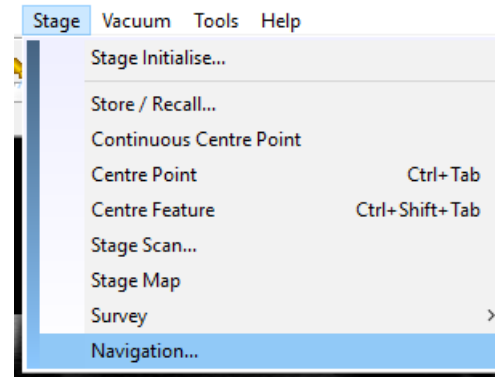 Stage Vacuum Tools Help
Stage Initialise...
Store / Recall...
Continuous Centre Point
Centre Point Ctrl+Tab
Centre Feature Ctrl+Shift+Tab
Stage Scan...
Stage Map
Survey
Navigation...